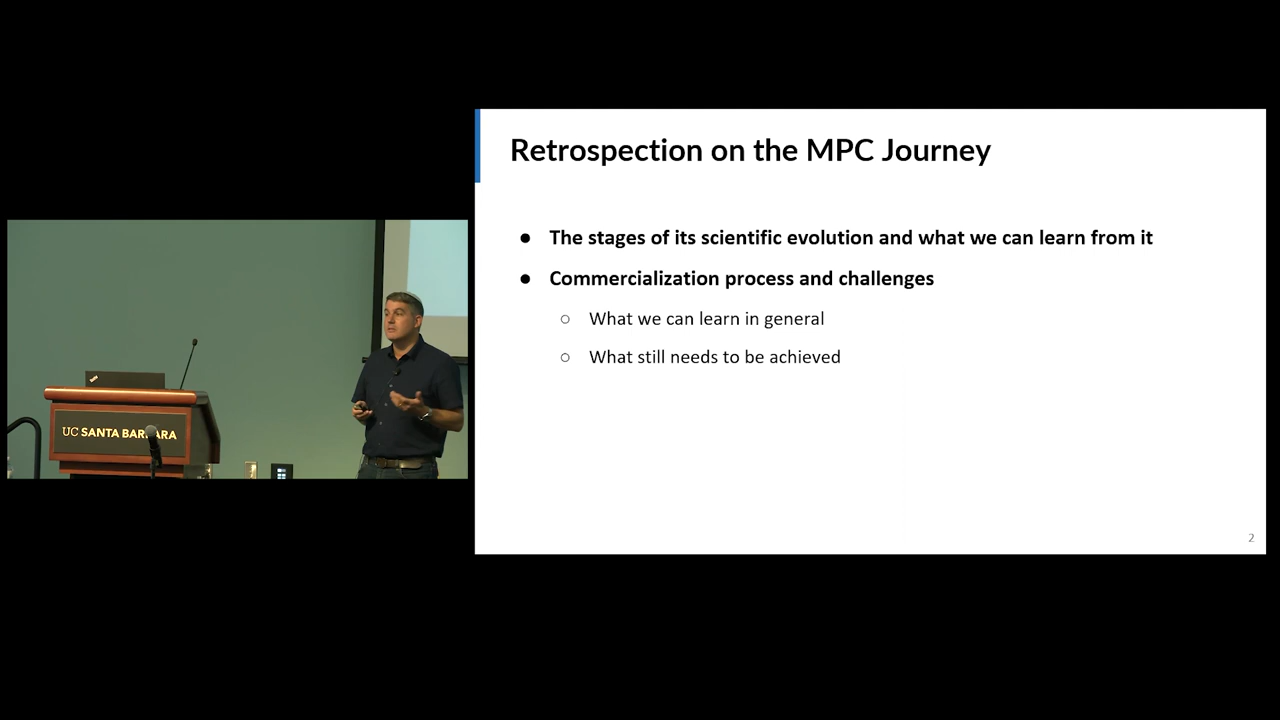 Retrospection on the MPC Journey
● The stages of its scientific evolution and what we can learn from it
● Commercialization process and challenges
○ What we can learn in general
○ What still needs to be achieved
2
UC SANTA BARBARA